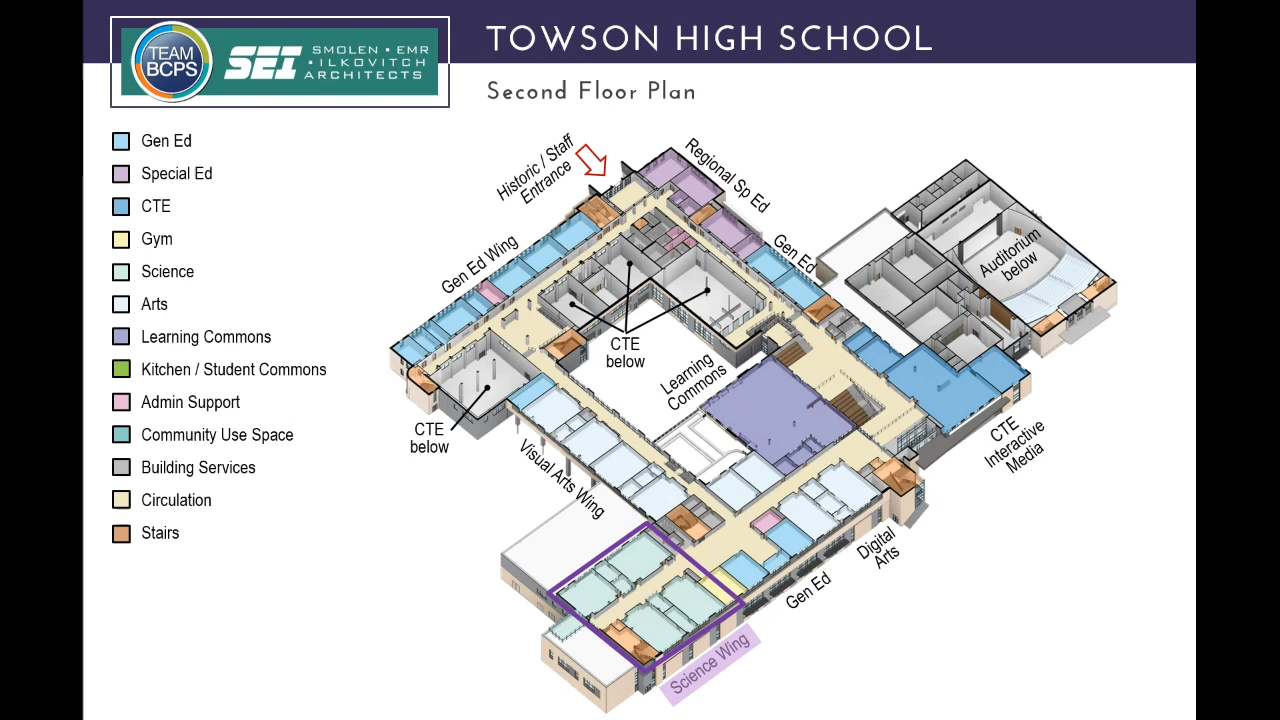 TEAM
BCPS
SEI
SMOLEN • EMR
• ILKOVITCH
ARCHITECTS
TOWSON HIGH SCHOOL
Second Floor Plan
Gen Ed
Special Ed
CTE
Gym
Science
Arts
Learning Commons
Kitchen / Student Commons
Admin Support
Community Use Space
Building Services
Circulation
Stairs
Historic / Staff
Entrance
Regional Sp Ed
Gen Ed Wing
Gen Ed
Auditorium
below
CTE
below
Learning
Commons
CTE
below
CTE
Interactive
Media
Visual Arts Wing
Digital
Arts
Gen Ed
Science Wing